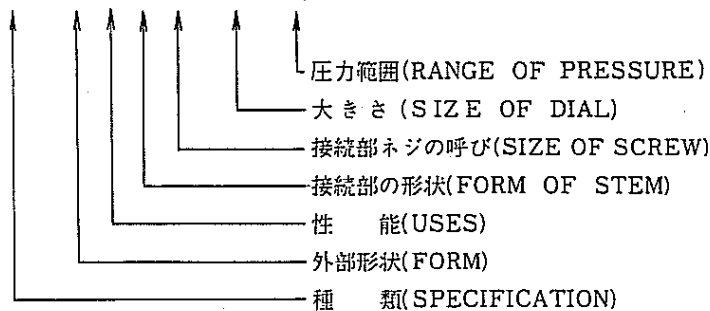 圧力範囲(RANGE OF PRESSURE)
大きさ(SIZE OF DIAL)
接続部ネジの呼び(SIZE OF SCREW)
接続部の形状(FORM OF STEM)
性 能(USES)
外部形状(FORM)
種 類(SPECIFICATION)